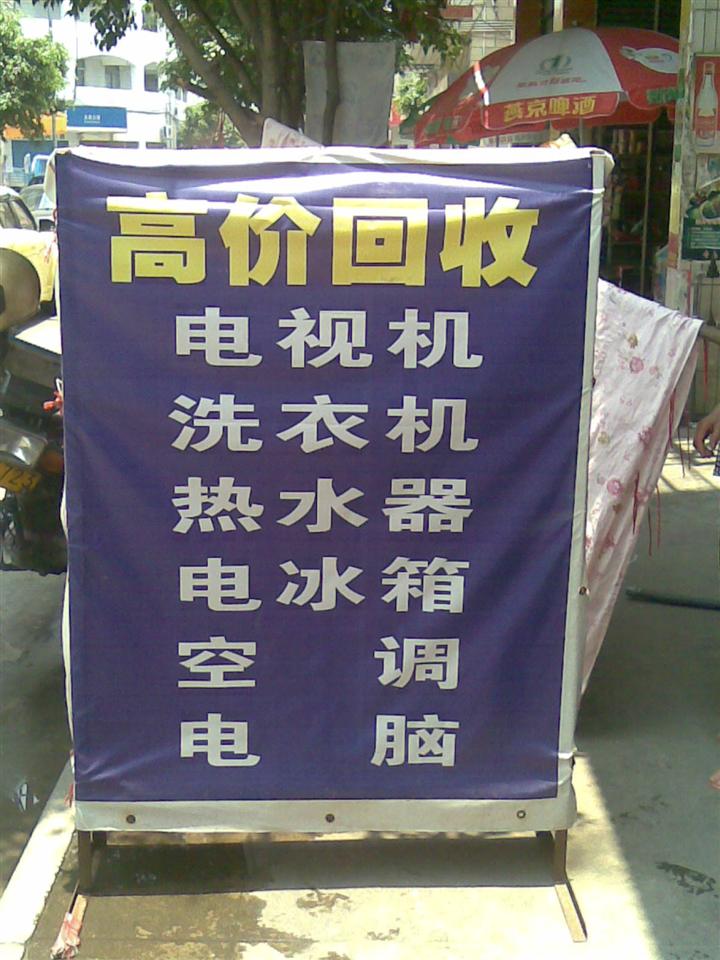 高价回收
电视机
洗衣机
热水器
电冰箱
空 调
电 脑
燕京啤酒